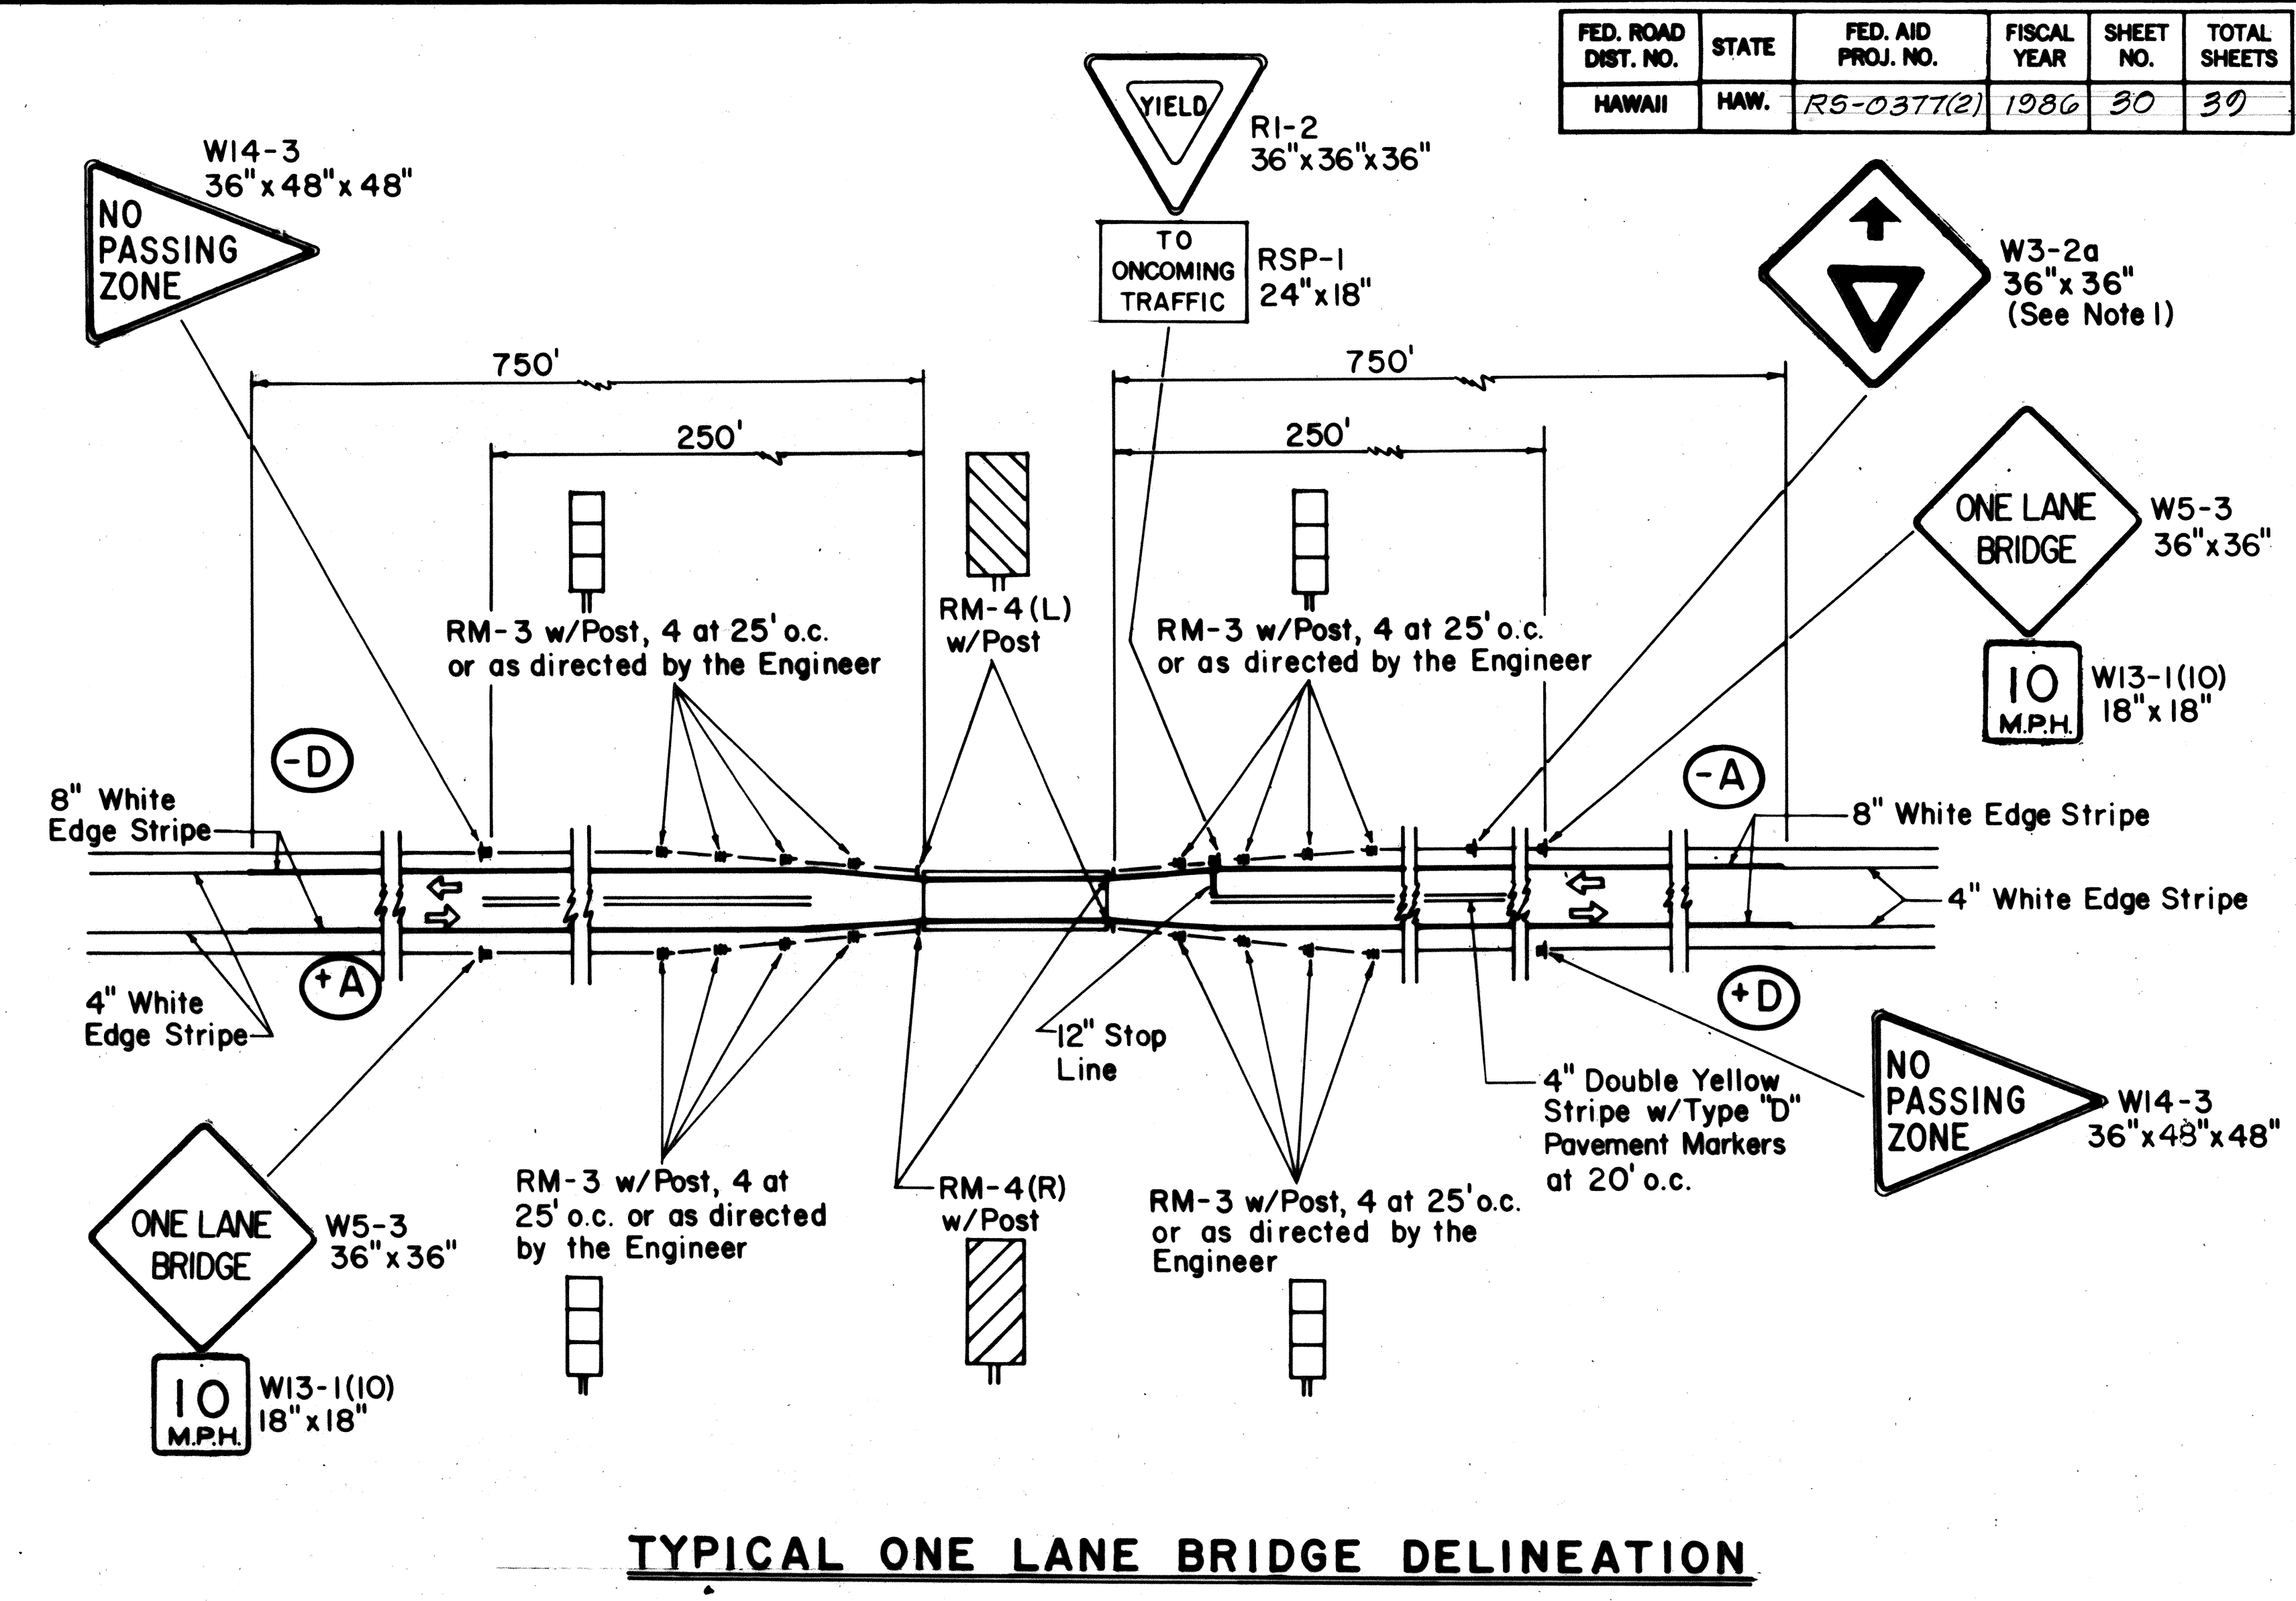 FED. ROAD DIST. NO.
STATE
FED. AID PROJ. NO.
FISCAL YEAR
SHEET NO.
TOTAL SHEETS
HAWAII
HAW.
RS-0377(2)
1986
30
39
W14-3
36"x48"x48"
NO
PASSING
ZONE
YIELD
R1-2
36"x36"x36"
TO
ONCOMING
TRAFFIC
RSP-1
24"x18"
W3-2a
36"x36"
(See Note 1)
750'
750'
250'
250'
ONE LANE
BRIDGE
W5-3
36"x36"
10
M.P.H.
W13-1(10)
18"x18"
RM-3 w/Post, 4 at 25' o.c.
or as directed by the Engineer
RM-4(L)
w/Post
RM-3 w/Post, 4 at 25' o.c.
or as directed by the Engineer
-D
-A
8" White
Edge Stripe
8" White Edge Stripe
4" White Edge Stripe
+A
+D
4" White
Edge Stripe
12" Stop
Line
4" Double Yellow
Stripe w/Type "D"
Pavement Markers
at 20' o.c.
NO
PASSING
ZONE
W14-3
36"x48"x48"
ONE LANE
BRIDGE
W5-3
36"x36"
10
M.P.H.
W13-1(10)
18"x18"
RM-3 w/Post, 4 at
25' o.c. or as directed
by the Engineer
RM-4(R)
w/Post
RM-3 w/Post, 4 at 25' o.c.
or as directed by the
Engineer
TYPICAL ONE LANE BRIDGE DELINEATION